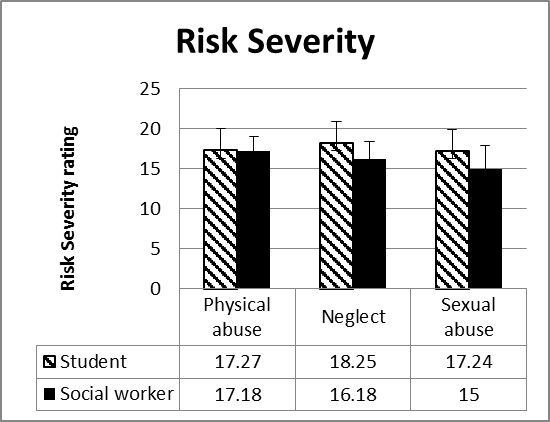 Risk Severity
Risk Severity rating
25
20
15
10
5
0
Physical abuse Neglect Sexual abuse
Student 17.27 18.25 17.24
Social worker 17.18 16.18 15